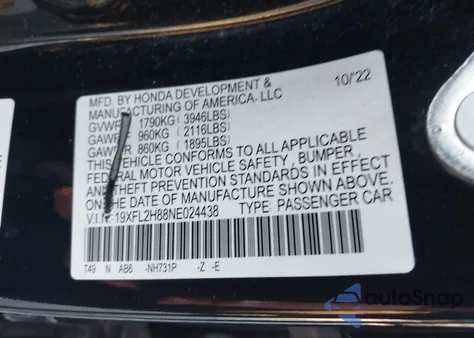 MFD. BY HONDA DEVELOPMENT & 10/'22
MANUFACTURING OF AMERICA, LLC
GVWR 1790KG (3946LBS)
GAWR F 960KG (2116LBS)
GAWR R 860KG (1895LBS)
THIS VEHICLE CONFORMS TO ALL APPLICABLE
FEDERAL MOTOR VEHICLE SAFETY, BUMPER,
AND THEFT PREVENTION STANDARDS IN EFFECT
ON THE DATE OF MANUFACTURE SHOWN ABOVE.
V.I.N.:19XFL2H88NE024438 TYPE: PASSENGER CAR
T49 N AB6 -NH731P -Z -E
autoSnap